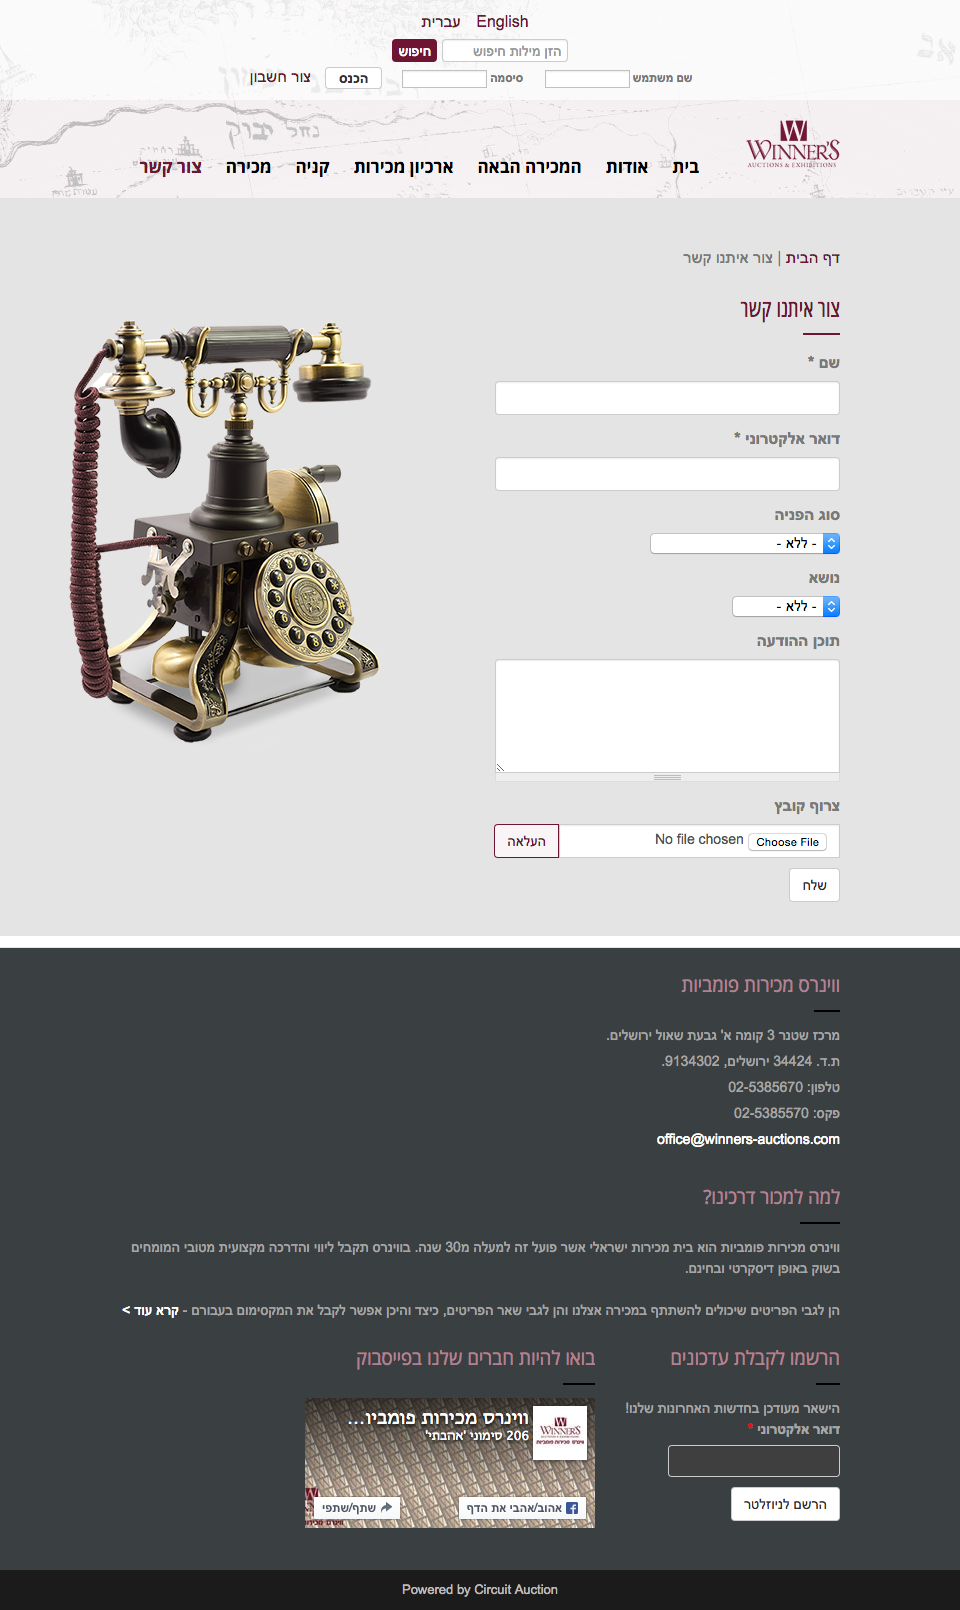 עברית English
הזן מילות חיפוש חיפוש
שם משתמש סיסמה הכנס צור חשבון
נחל יבוק
WINNER'S
AUCTIONS & EXHIBITIONS
בית אודות המכירה הבאה ארכיון מכירות קניה מכירה צור קשר
דף הבית | צור איתנו קשר
צור איתנו קשר
שם *
דואר אלקטרוני *
סוג הפניה
- ללא -
נושא
- ללא -
תוכן ההודעה
צרוף קובץ
Choose File No file chosen העלאה
שלח
ווינרס מכירות פומביות
מרכז שטנר 3 קומה א' גבעת שאול ירושלים.
ת.ד. 34424 ירושלים, 9134302.
טלפון: 02-5385670
פקס: 02-5385570
office@winners-auctions.com
למה למכור דרכינו?
ווינרס מכירות פומביות הוא בית מכירות ישראלי אשר פועל זה למעלה מ30 שנה. בווינרס תקבל ליווי והדרכה מקצועית מטובי המומחים
בשוק באופן דיסקרטי ובחינם.
הן לגבי הפריטים שיכולים להשתתף במכירה אצלנו והן לגבי שאר הפריטים, כיצד והיכן אפשר לקבל את המקסימום בעבורם - קרא עוד >
הרשמו לקבלת עדכונים
הישאר מעודכן בחדשות האחרונות שלנו!
דואר אלקטרוני *
הרשם לניוזלטר
בואו להיות חברים שלנו בפייסבוק
ווינרס מכירות פומביו...
206 סימוני 'אהבתי'
אהוב/אהבי את הדף שתף/שתפי
Powered by Circuit Auction